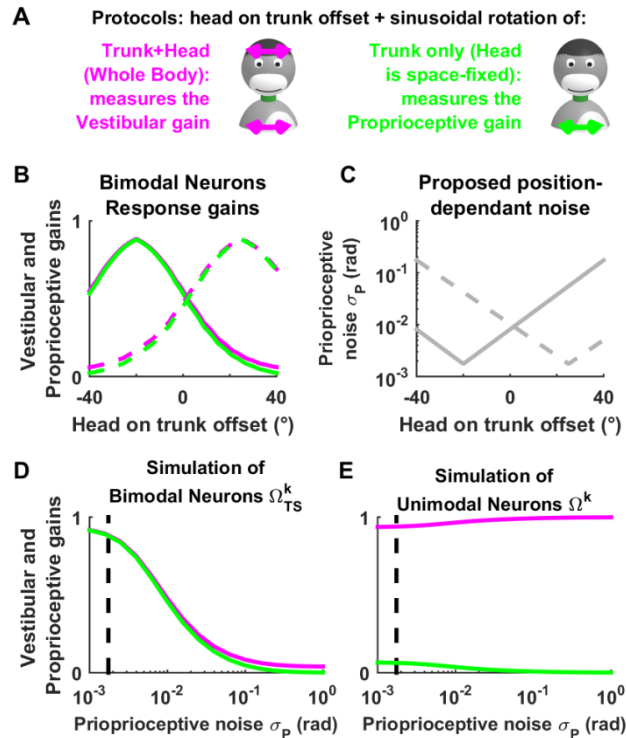 A
Protocols: head on trunk offset + sinusoidal rotation of:
Trunk+Head
(Whole Body):
measures the
Vestibular gain
Trunk only (Head
is space-fixed):
measures the
Proprioceptive gain
B
Bimodal Neurons
Response gains
Vestibular and
Proprioceptive gains
1
0
-40
0
40
Head on trunk offset (°)
C
Proposed position-
dependant noise
Prioprioceptive
noise σP (rad)
10^0
10^-1
10^-2
10^-3
-40
0
40
Head on trunk offset (°)
D
Simulation of
Bimodal Neurons Ω^k_TS
Vestibular and
Proprioceptive gains
1
0
10^-3
10^-2
10^-1
10^0
Prioprioceptive noise σP (rad)
E
Simulation of
Unimodal Neurons Ω^k
1
0
10^-3
10^-2
10^-1
10^0
Prioprioceptive noise σP (rad)